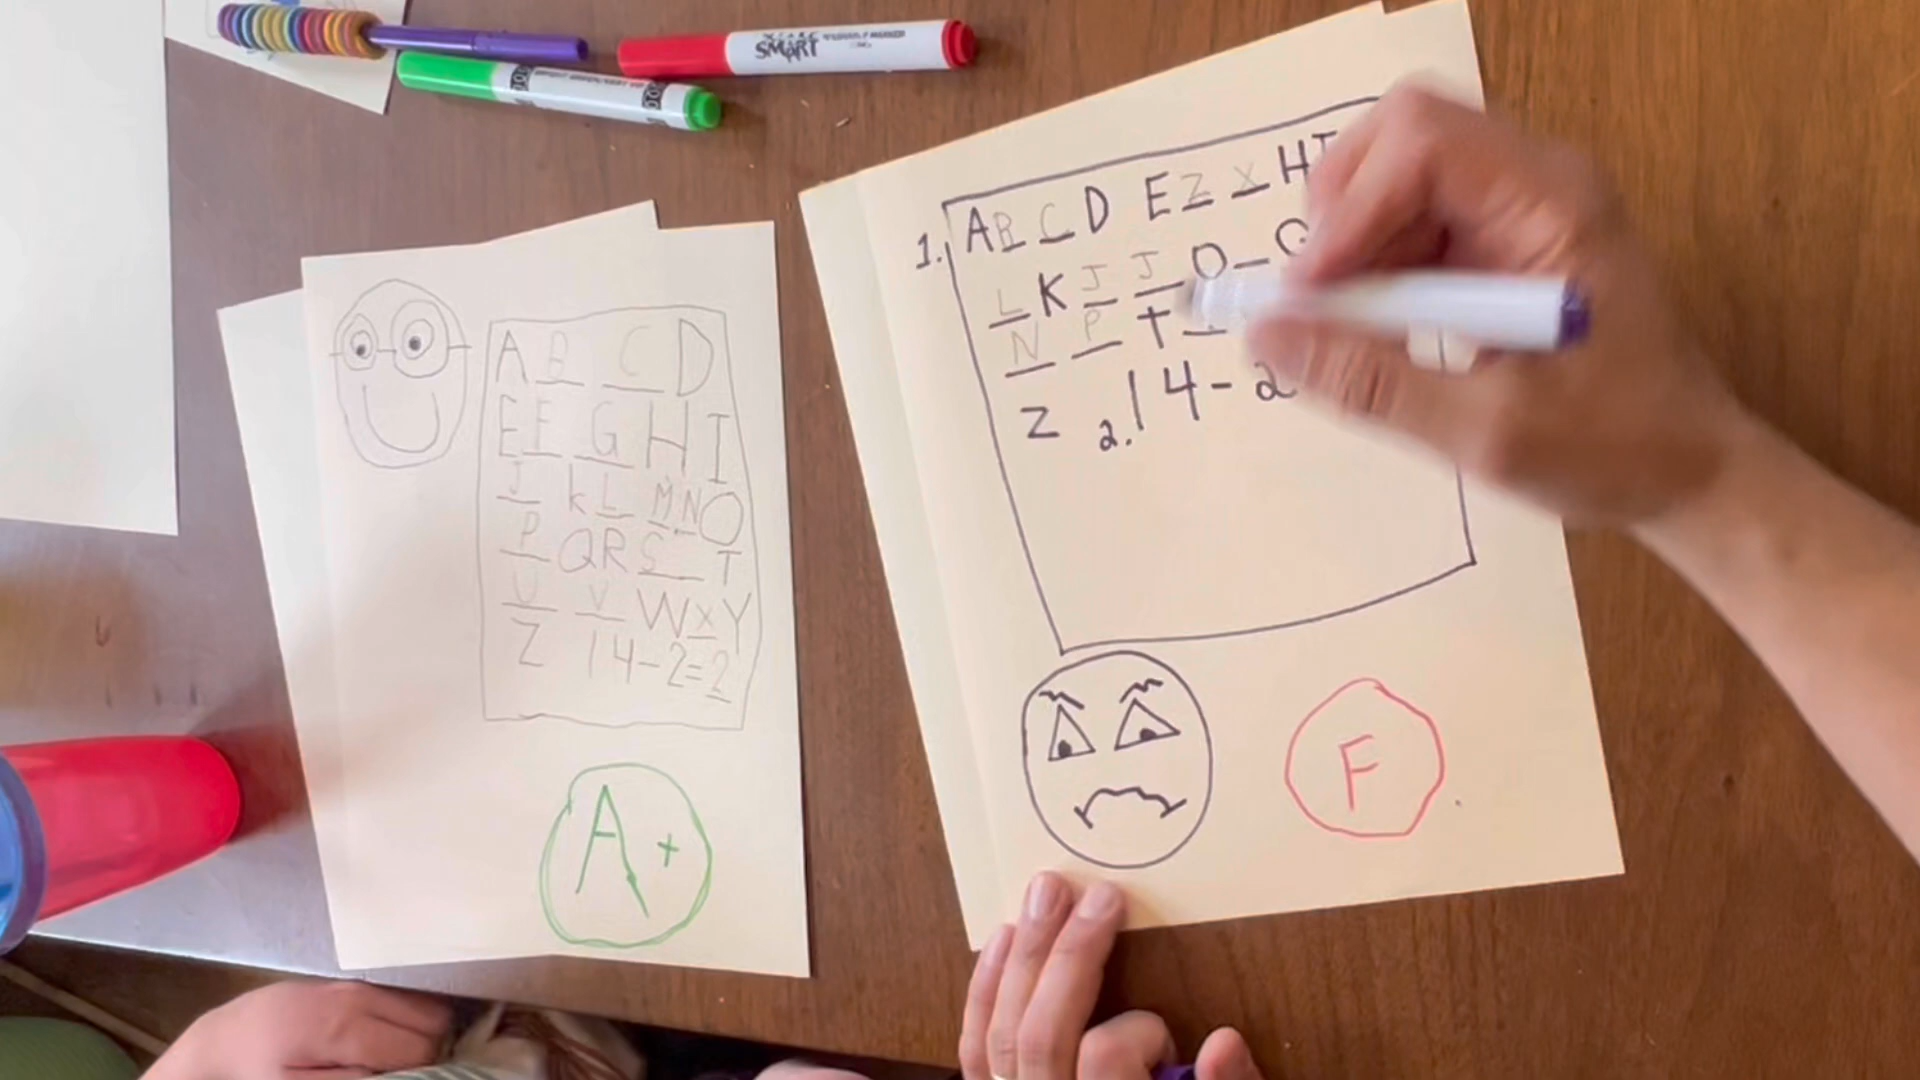 SMART
A B C D
E F G H I
J K L M N O
P Q R S T
U V W X Y
Z 14-2=2
A+
1. A B C D E Z X H I
L K J J O _ Q
N P T _
Z 2. 14-2
F